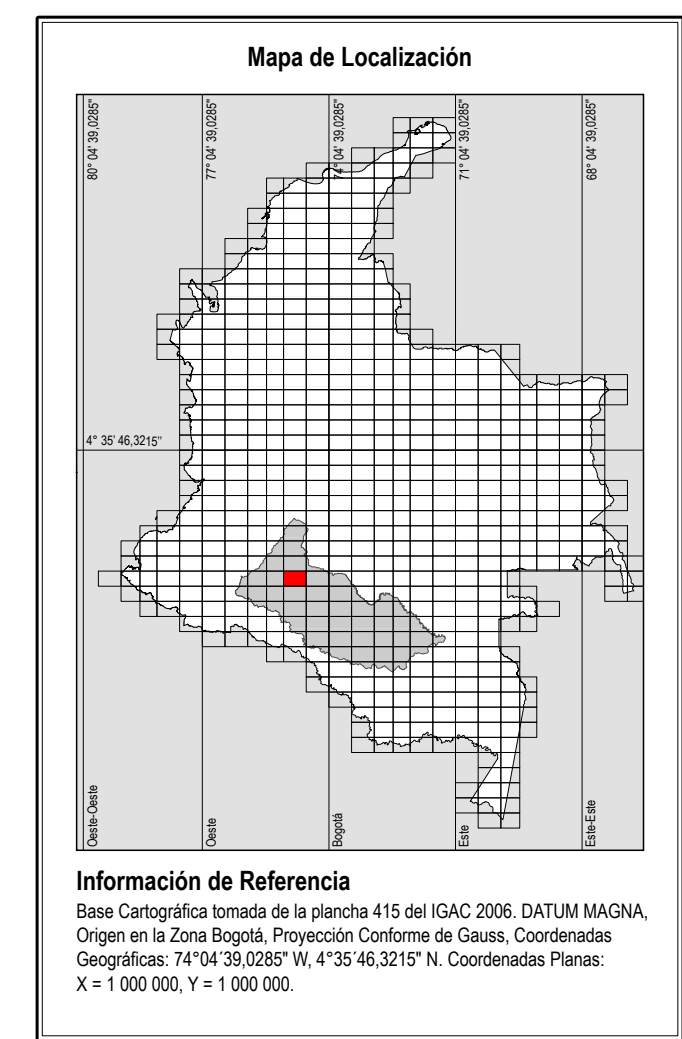 Mapa de Localización
80° 04' 39,0285"
77° 04' 39,0285"
74° 04' 39,0285"
71° 04' 39,0285"
68° 04' 39,0285"
4° 35' 46,3215"
Oeste-Oeste
Oeste
Bogotá
Este
Este-Este
Información de Referencia
Base Cartográfica tomada de la plancha 415 del IGAC 2006. DATUM MAGNA,
Origen en la Zona Bogotá, Proyección Conforme de Gauss, Coordenadas
Geográficas: 74°04´39,0285" W, 4°35´46,3215" N. Coordenadas Planas:
X = 1 000 000, Y = 1 000 000.